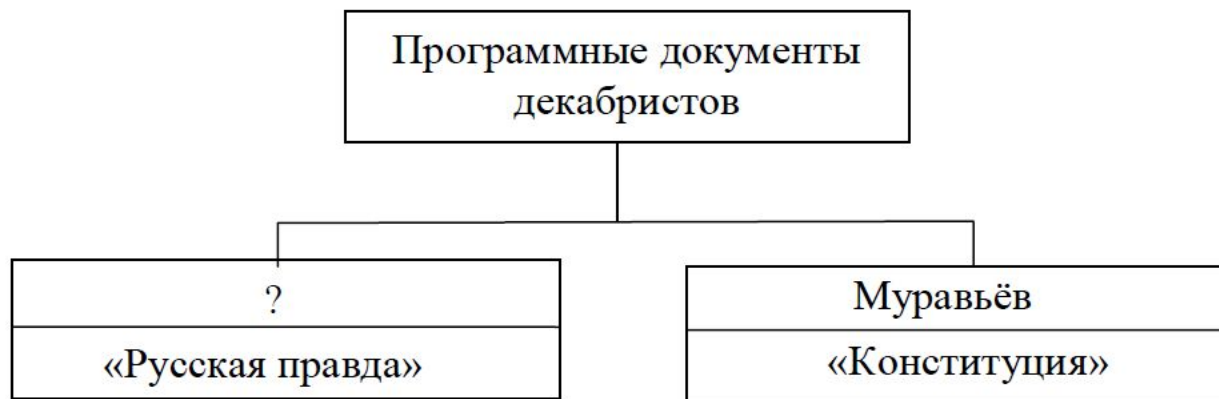 Программные документы
декабристов
?
«Русская правда»
Муравьёв
«Конституция»